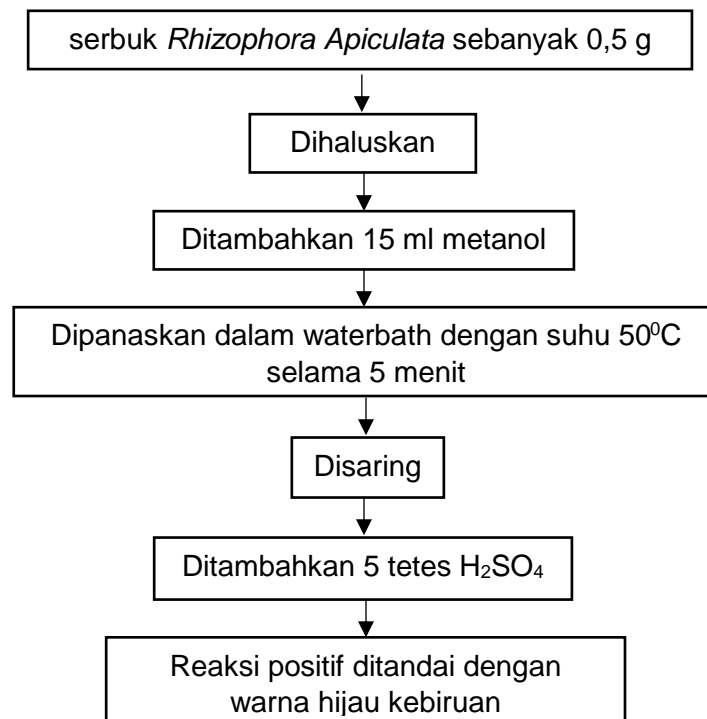 serbuk Rhizophora Apiculata sebanyak 0,5 g
Dihaluskan
Ditambahkan 15 ml metanol
Dipanaskan dalam waterbath dengan suhu 50⁰C
selama 5 menit
Disaring
Ditambahkan 5 tetes H₂SO₄
Reaksi positif ditandai dengan
warna hijau kebiruan